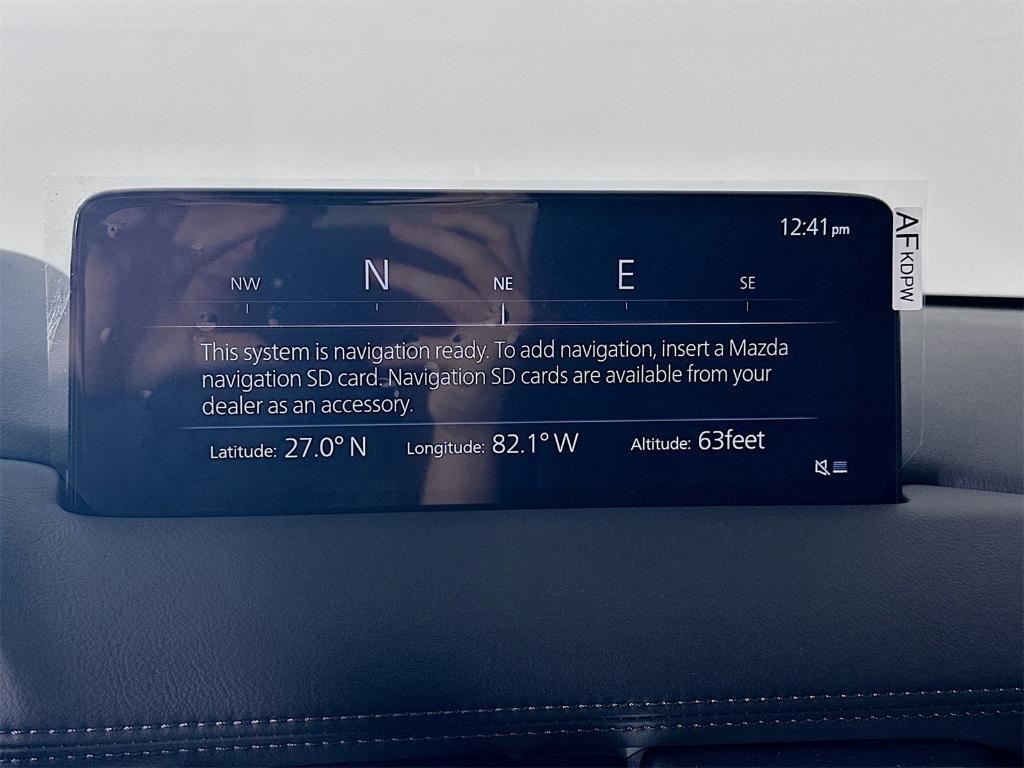 12:41 pm
NW N NE E SE
This system is navigation ready. To add navigation, insert a Mazda
navigation SD card. Navigation SD cards are available from your
dealer as an accessory.
Latitude: 27.0° N Longitude: 82.1° W Altitude: 63feet
AFKDPW